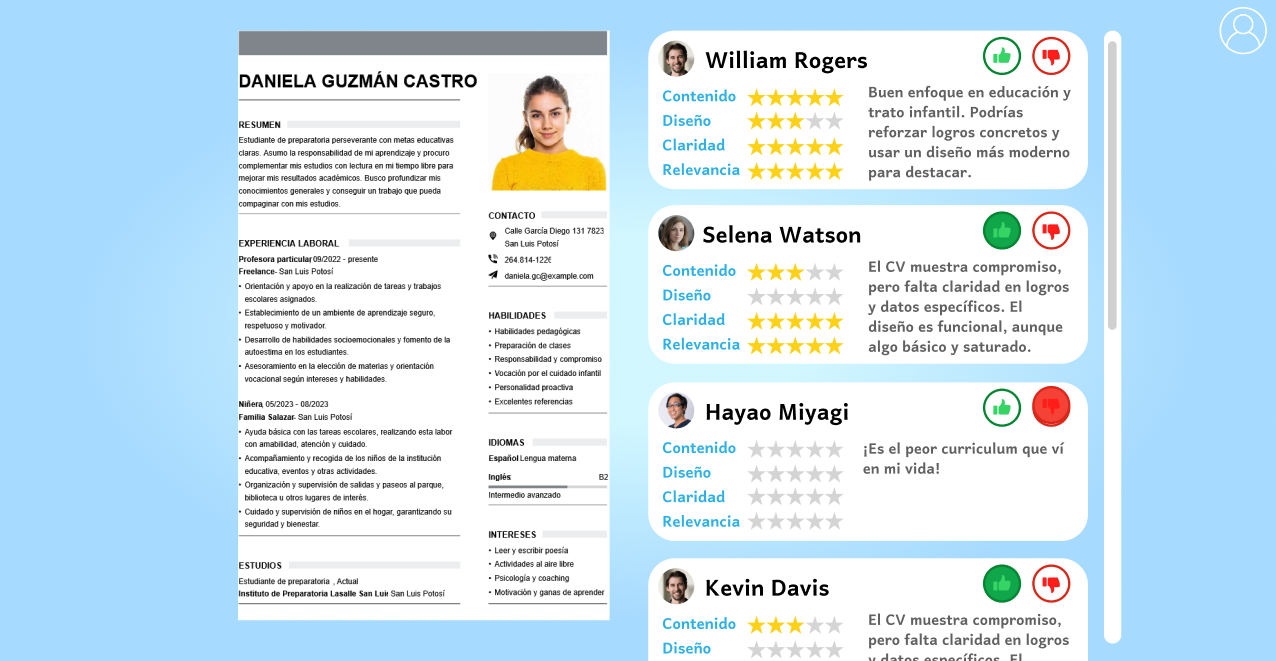 DANIELA GUZMÁN CASTRO
RESUMEN
Estudiante de preparatoria perseverante con metas educativas
claras. Asumo la responsabilidad de mi aprendizaje y procuro
complementar mis estudios con lectura en mi tiempo libre para
mejorar mis resultados académicos. Busco profundizar mis
conocimientos generales y conseguir un trabajo que pueda
compaginar con mis estudios.
EXPERIENCIA LABORAL
Profesora particular 09/2022 - presente
Freelance- San Luis Potosí
• Orientación y apoyo en la realización de tareas y trabajos
escolares asignados.
• Establecimiento de un ambiente de aprendizaje seguro,
respetuoso y motivador.
• Desarrollo de habilidades socioemocionales y fomento de la
autoestima en los estudiantes.
• Asesoramiento en la elección de materias y orientación
vocacional según intereses y habilidades.
Niñera, 05/2023 - 08/2023
Familia Salazar- San Luis Potosí
• Ayuda básica con las tareas escolares, realizando esta labor
con amabilidad, atención y cuidado.
• Acompañamiento y recogida de los niños de la institución
educativa, eventos y otras actividades.
• Organización y supervisión de salidas y paseos al parque,
biblioteca u otros lugares de interés.
• Cuidado y supervisión de niños en el hogar, garantizando su
seguridad y bienestar.
ESTUDIOS
Estudiante de preparatoria , Actual
Instituto de Preparatoria Lasalle San Luis San Luis Potosí
CONTACTO
Calle García Diego 131 7823
San Luis Potosí
264.814-1226
daniela.gc@example.com
HABILIDADES
• Habilidades pedagógicas
• Preparación de clases
• Responsabilidad y compromiso
• Vocación por el cuidado infantil
• Personalidad proactiva
• Excelentes referencias
IDIOMAS
Español Lengua materna
Inglés B2
Intermedio avanzado
INTERESES
• Leer y escribir poesía
• Actividades al aire libre
• Psicología y coaching
• Motivación y ganas de aprender
William Rogers
Contenido
Diseño
Claridad
Relevancia
Buen enfoque en educación y
trato infantil. Podrías
reforzar logros concretos y
usar un diseño más moderno
para destacar.
Selena Watson
Contenido
Diseño
Claridad
Relevancia
El CV muestra compromiso,
pero falta claridad en logros
y datos específicos. El
diseño es funcional, aunque
algo básico y saturado.
Hayao Miyagi
Contenido
Diseño
Claridad
Relevancia
¡Es el peor curriculum que ví
en mi vida!
Kevin Davis
Contenido
Diseño
El CV muestra compromiso,
pero falta claridad en logros
y datos específicos. El